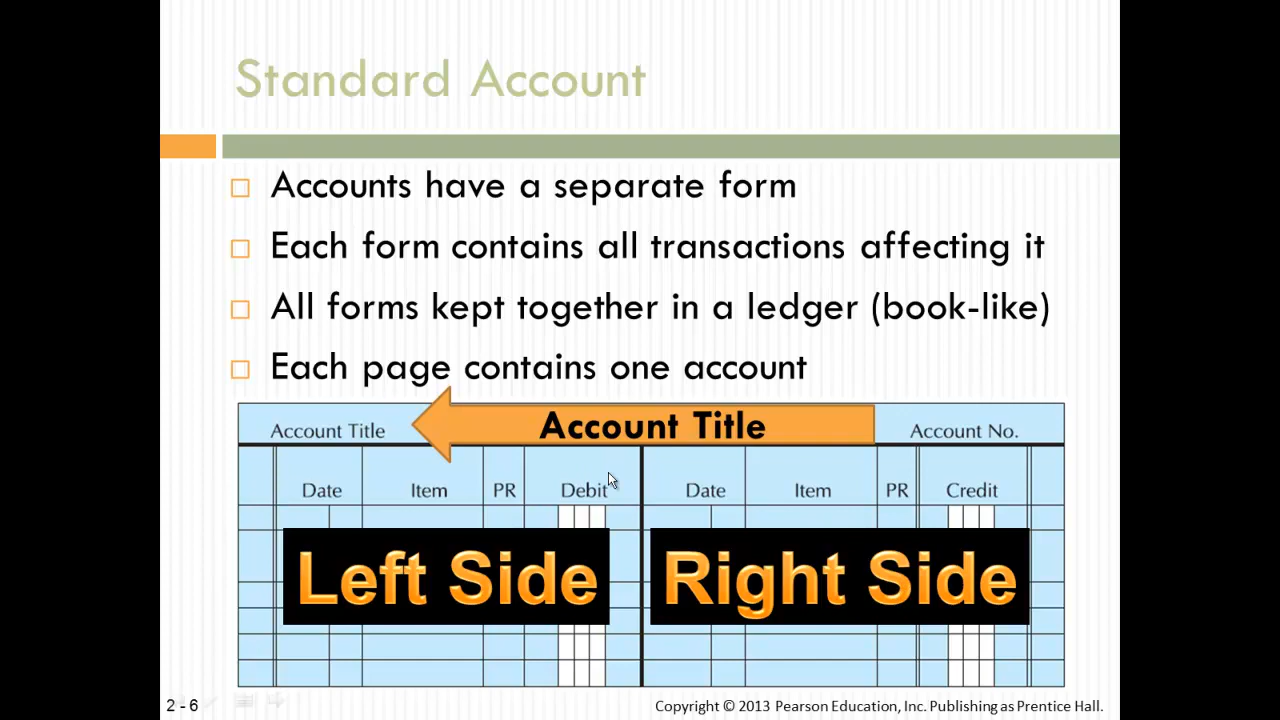 Standard Account
Accounts have a separate form
Each form contains all transactions affecting it
All forms kept together in a ledger (book-like)
Each page contains one account
Account Title Account Title Account No.
Date Item PR Debit Date Item PR Credit
Left Side Right Side
2 - 6 Copyright © 2013 Pearson Education, Inc. Publishing as Prentice Hall.